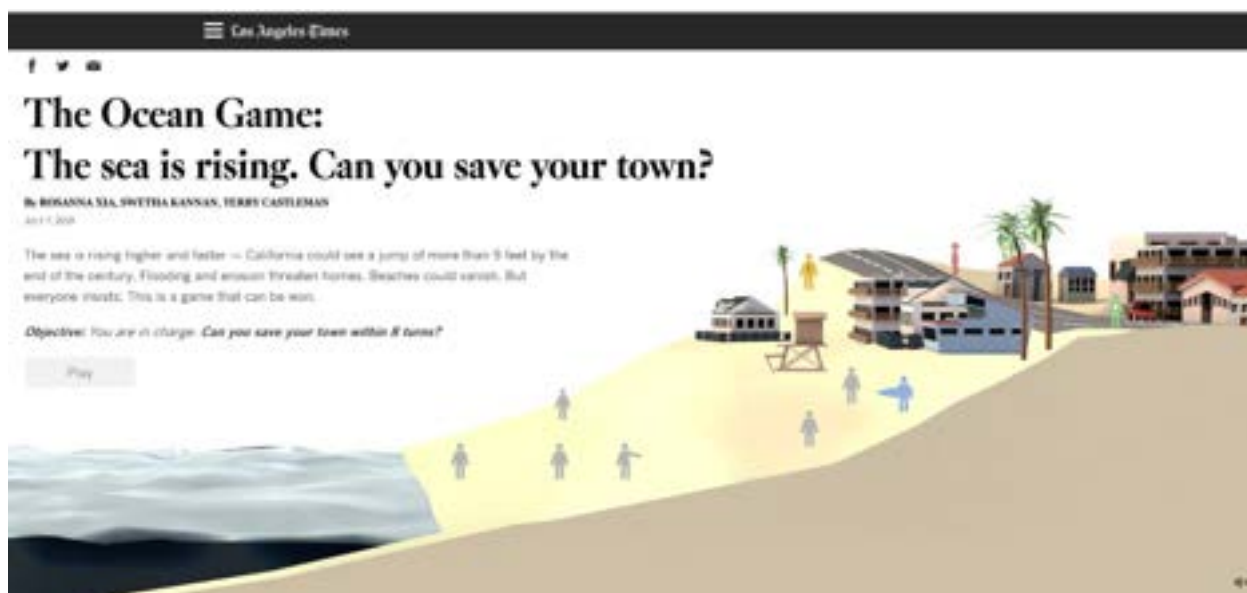 Los Angeles Times
The Ocean Game:
The sea is rising. Can you save your town?
By ROSANNA XIA, SWETHA KANNAN, TERRY CASTLEMAN
The sea is rising higher and faster — California could see a jump of more than 9 feet by the
end of the century. Flooding and erosion threaten homes. Beaches could vanish. But
everyone insists: This is a game that can be won.
Objective: You are in charge. Can you save your town within 8 turns?
Play